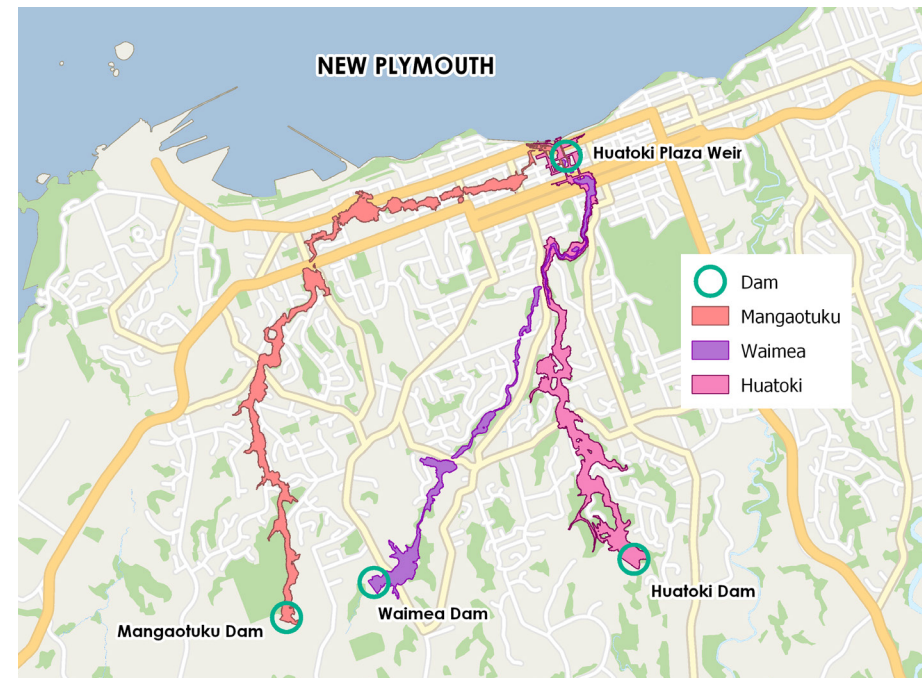 NEW PLYMOUTH
Huatoki Plaza Weir
Dam
Mangaotuku
Waimea
Huatoki
Huatoki Dam
Waimea Dam
Mangaotuku Dam